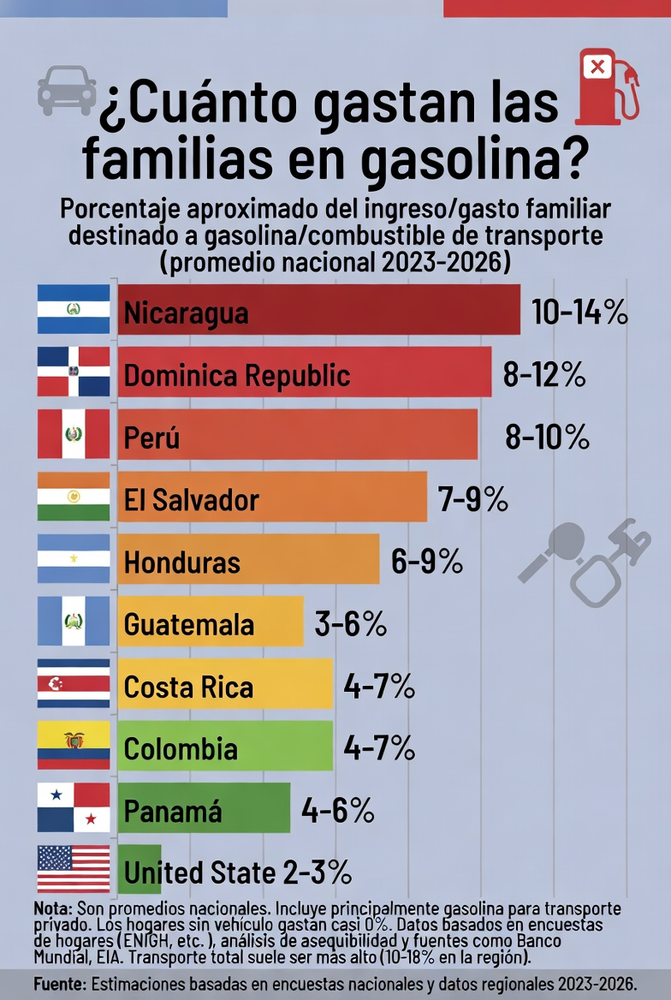 ¿Cuánto gastan las
familias en gasolina?
Porcentaje aproximado del ingreso/gasto familiar
destinado a gasolina/combustible de transporte
(promedio nacional 2023-2026)
Nicaragua 10-14%
Dominica Republic 8-12%
Perú 8-10%
El Salvador 7-9%
Honduras 6-9%
Guatemala 3-6%
Costa Rica 4-7%
Colombia 4-7%
Panamá 4-6%
United State 2-3%
Nota: Son promedios nacionales. Incluye principalmente gasolina para transporte
privado. Los hogares sin vehículo gastan casi 0%. Datos basados en encuestas
de hogares (ENIGH, etc. ), análisis de asequibilidad y fuentes como Banco
Mundial, EIA. Transporte total suele ser más alto (10-18% en la región).
Fuente: Estimaciones basadas en encuestas nacionales y datos regionales 2023-2026.